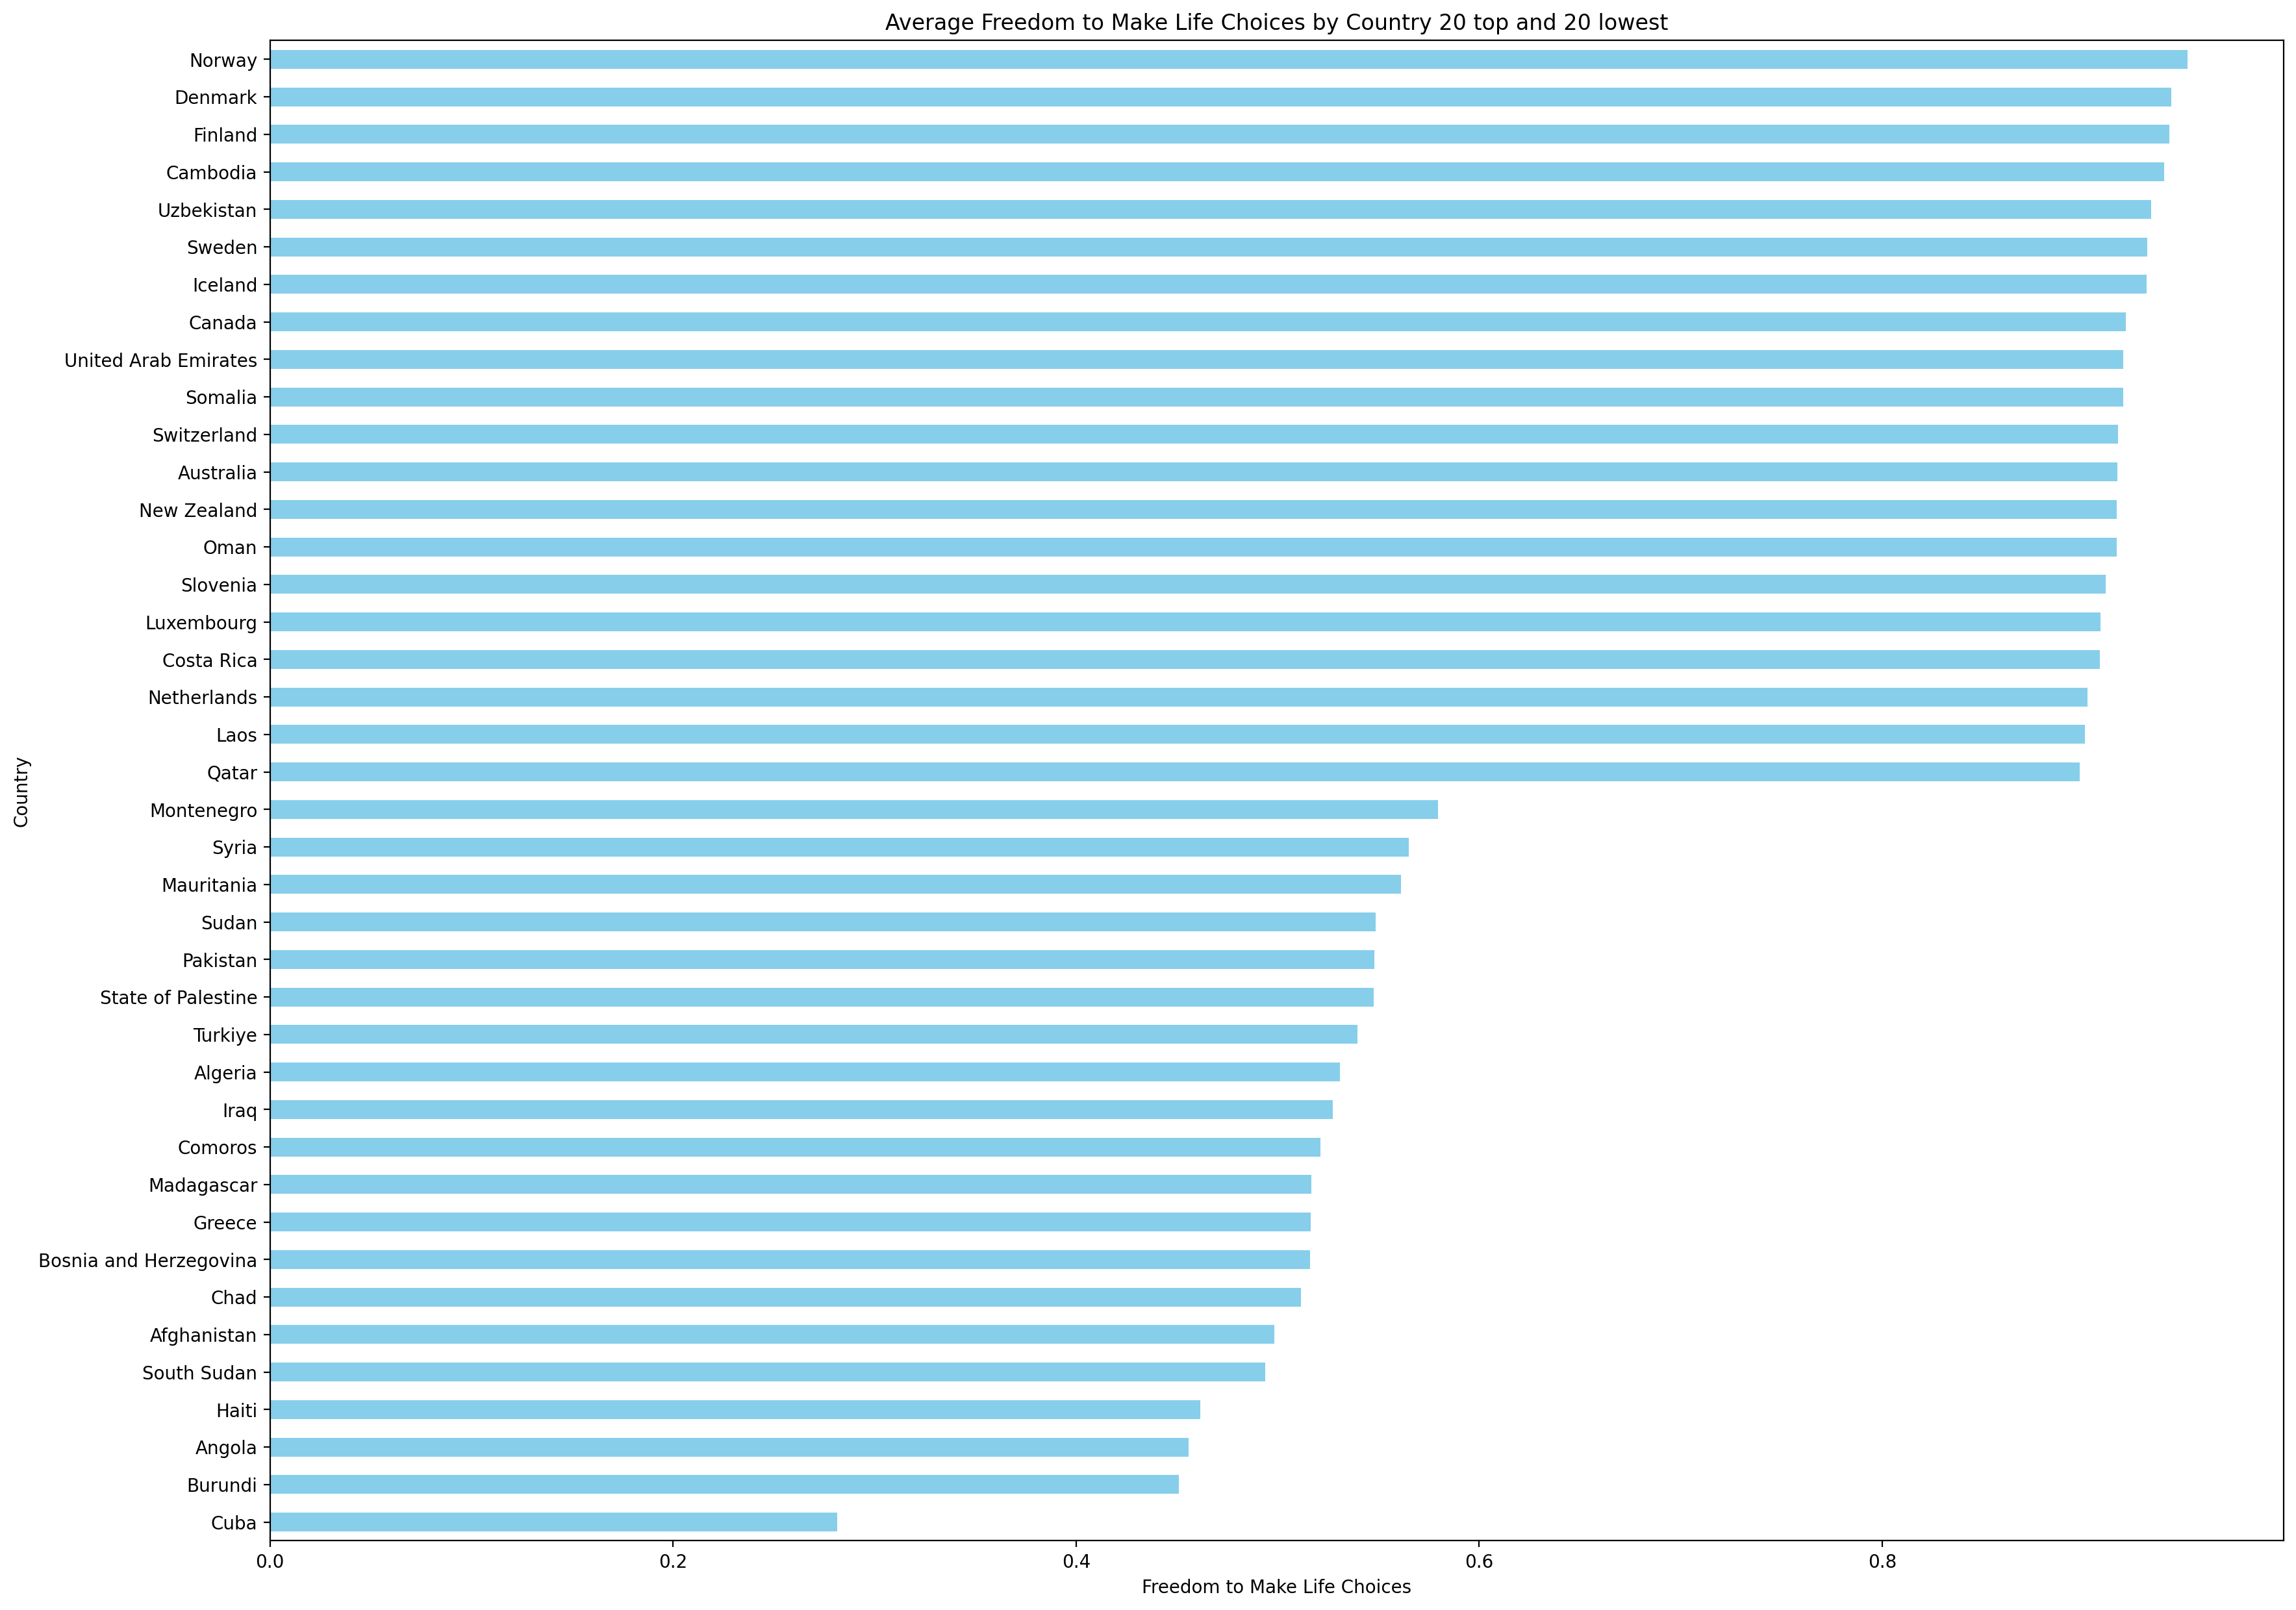 Average Freedom to Make Life Choices by Country 20 top and 20 lowest
Country
Norway
Denmark
Finland
Cambodia
Uzbekistan
Sweden
Iceland
Canada
United Arab Emirates
Somalia
Switzerland
Australia
New Zealand
Oman
Slovenia
Luxembourg
Costa Rica
Netherlands
Laos
Qatar
Montenegro
Syria
Mauritania
Sudan
Pakistan
State of Palestine
Turkiye
Algeria
Iraq
Comoros
Madagascar
Greece
Bosnia and Herzegovina
Chad
Afghanistan
South Sudan
Haiti
Angola
Burundi
Cuba
0.0 0.2 0.4 0.6 0.8
Freedom to Make Life Choices